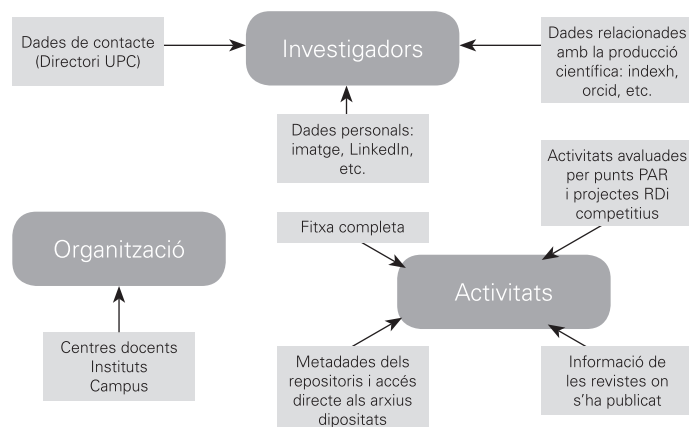 Dades de contacte
(Directori UPC)
Investigadors
Dades relacionades
amb la producció
científica: indexh,
orcid, etc.
Dades personals:
imatge, LinkedIn,
etc.
Activitats avaluades
per punts PAR
i projectes RDi
competitius
Organització
Fitxa completa
Activitats
Centres docents
Instituts
Campus
Metadades dels
repositoris i accés
directe als arxius
dipositats
Informació de
les revistes on
s’ha publicat